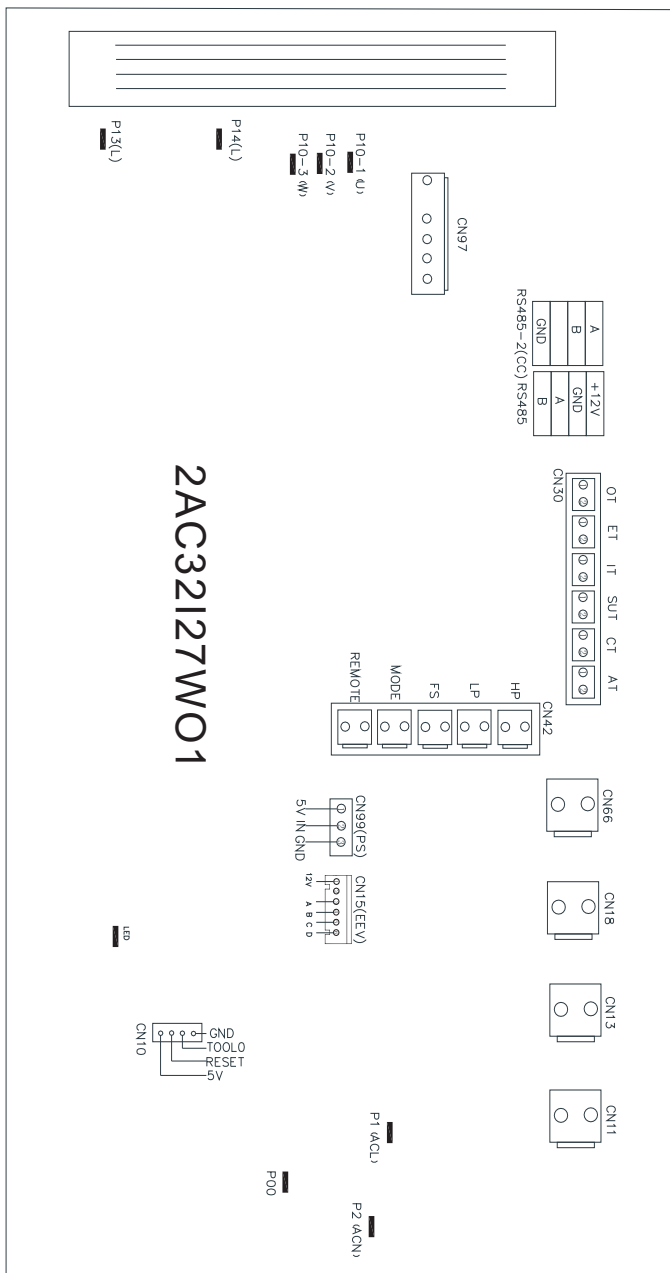 P13(L)
P14(L)
P10-3 (W)
P10-2 (V)
P10-1 (U)
CN97
RS485-2(CC)
GND
B
A
RS485
B
A
GND
+12V
CN30
OT
ET
IT
SUT
CT
AT
2AC32I27WO1
REMOTE
MODE
FS
LP
HP
CN42
CN66
5V
IN
GND
CN99(PS)
12V
A
B
C
D
CN15(EEV)
CN18
LED
CN13
CN10
GND
TOOL0
RESET
5V
CN11
P1 (ACL)
P00
P2 (ACN)